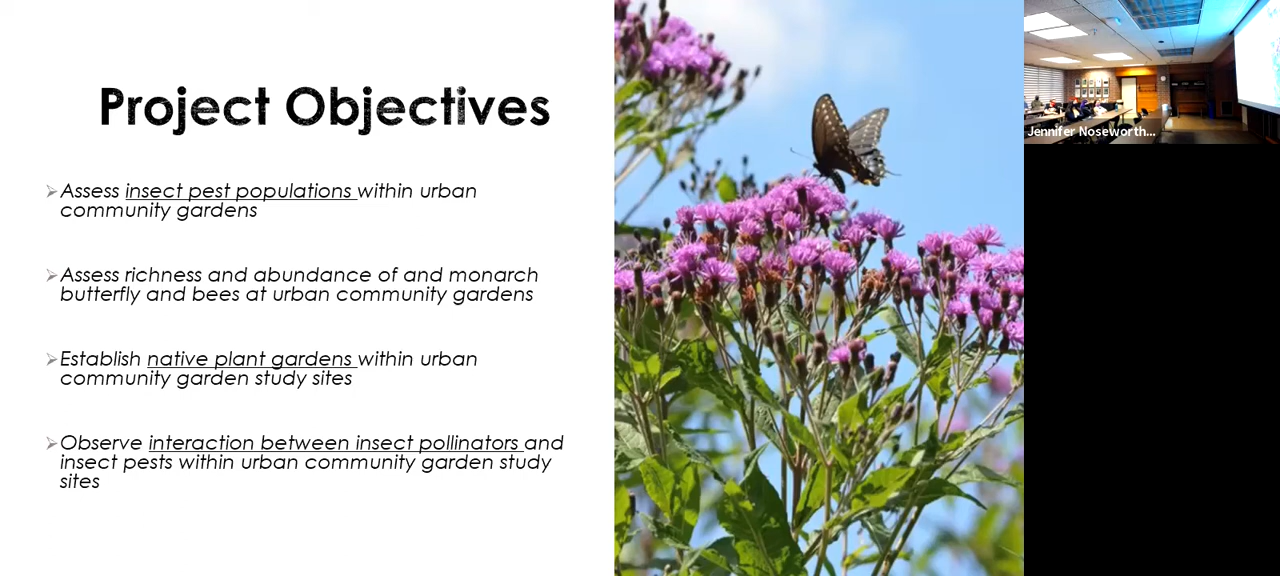 Project Objectives
Assess insect pest populations within urban
community gardens
Assess richness and abundance of and monarch
butterfly and bees at urban community gardens
Establish native plant gardens within urban
community garden study sites
Observe interaction between insect pollinators and
insect pests within urban community garden study
sites
Jennifer Noseworth...